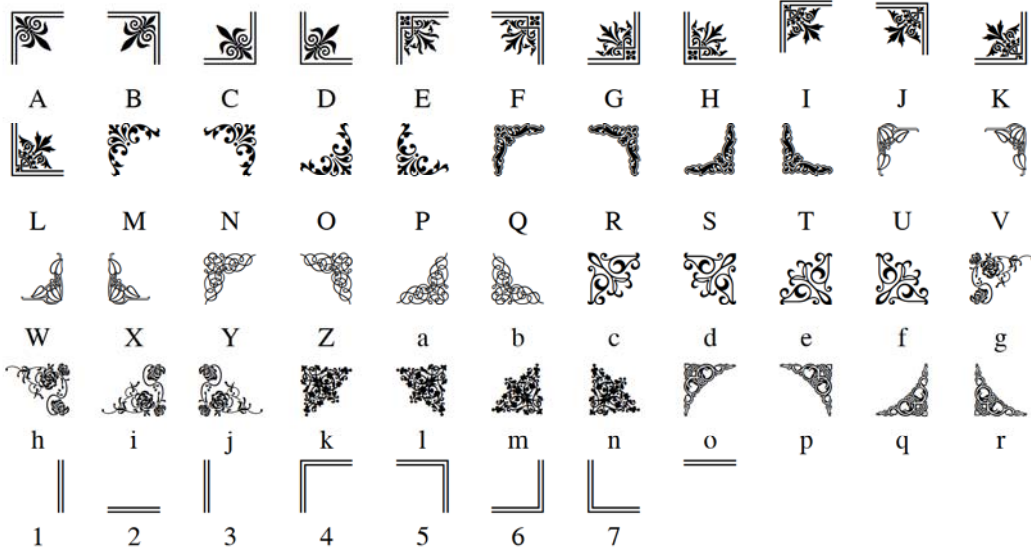 A B C D E F G H I J K
L M N O P Q R S T U V
W X Y Z a b c d e f g
h i j k l m n o p q r
1 2 3 4 5 6 7